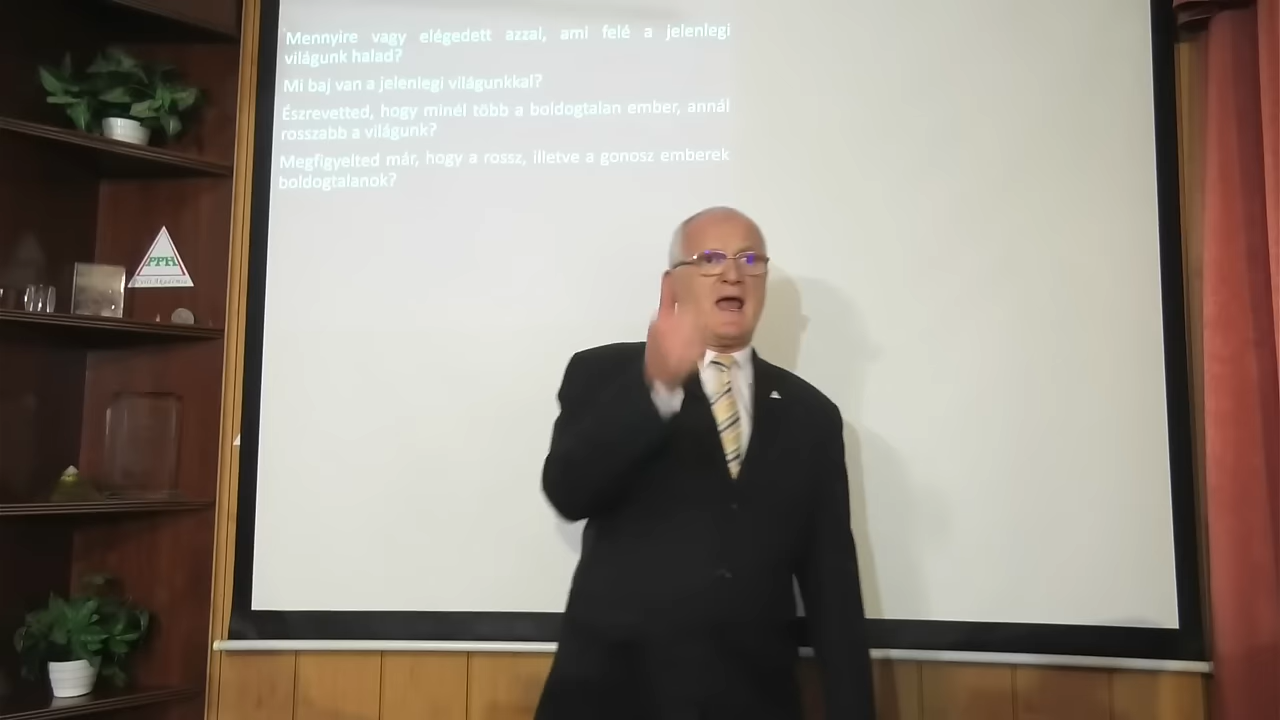 Mennyire vagy elégedett azzal, ami felé a jelenlegi
világunk halad?
Mi baj van a jelenlegi világunkkal?
Észrevetted, hogy minél több a boldogtalan ember, annál
rosszabb a világunk?
Megfigyelted már, hogy a rossz, illetve a gonosz emberek
boldogtalanok?
PPH
Akadémia